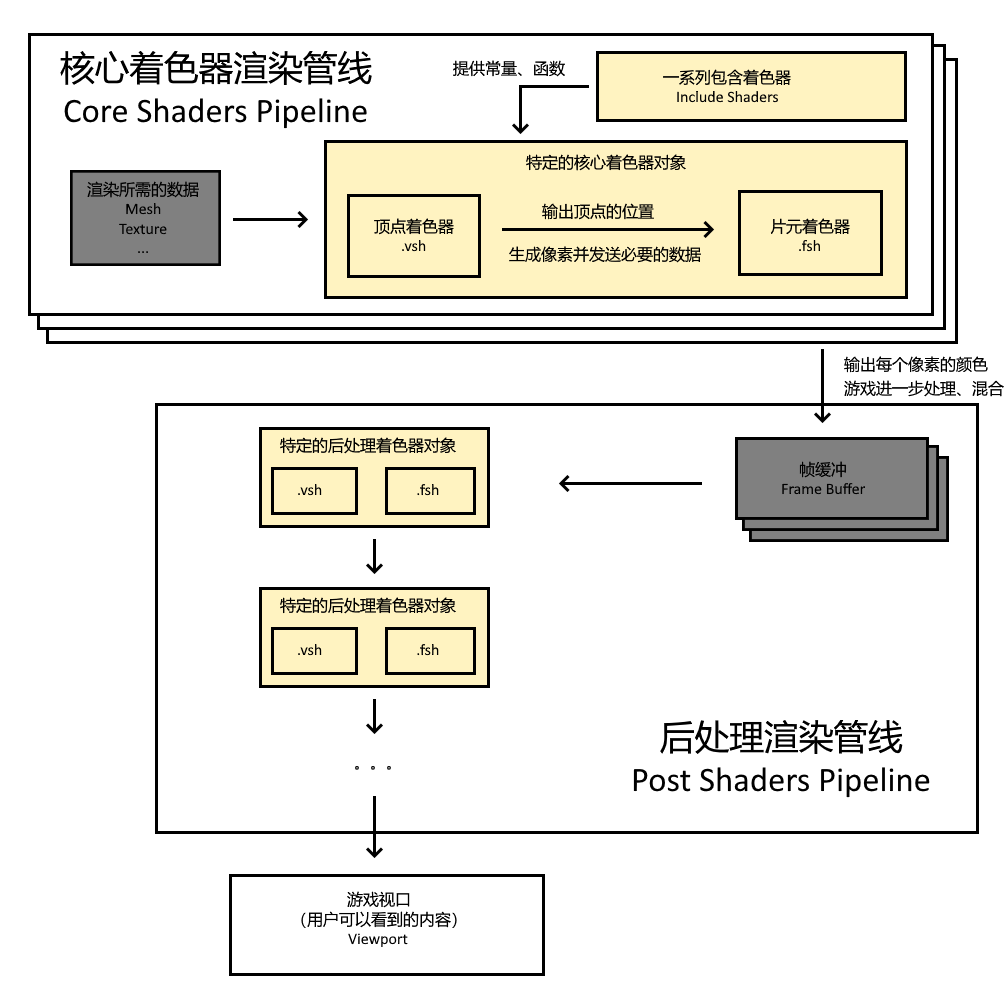 核心着色器渲染管线
Core Shaders Pipeline
提供常量、函数
一系列包含着色器
Include Shaders
特定的核心着色器对象
渲染所需的数据
Mesh
Texture
...
顶点着色器
.vsh
输出顶点的位置
生成像素并发送必要的数据
片元着色器
.fsh
输出每个像素的颜色
游戏进一步处理、混合
帧缓冲
Frame Buffer
特定的后处理着色器对象
.vsh
.fsh
特定的后处理着色器对象
.vsh
.fsh
。。。
后处理渲染管线
Post Shaders Pipeline
游戏视口
（用户可以看到的内容）
Viewport